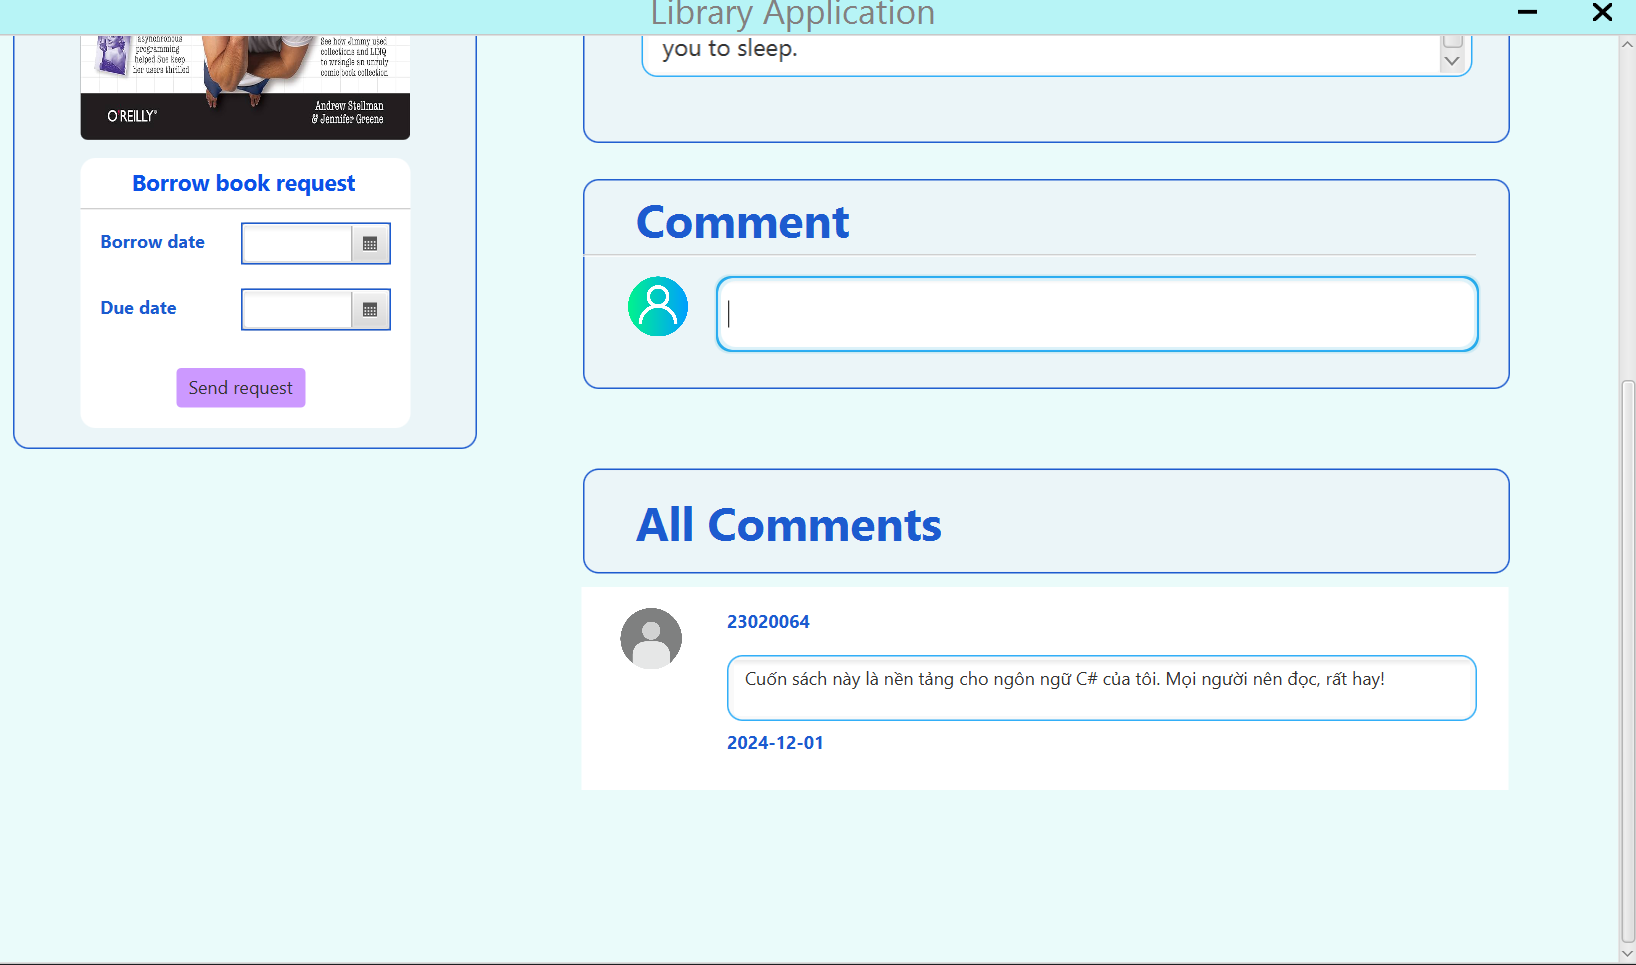 Library Application
asynchronous
programming
helped Sue keep
her users thrilled
See how Jimmy used
collections and LINQ
to wrangle an unruly
comic book collection
O'REILLY®
Andrew Stellman
& Jennifer Greene
Borrow book request
Borrow date
Due date
Send request
you to sleep.
Comment
All Comments
23020064
Cuốn sách này là nền tảng cho ngôn ngữ C# của tôi. Mọi người nên đọc, rất hay!
2024-12-01